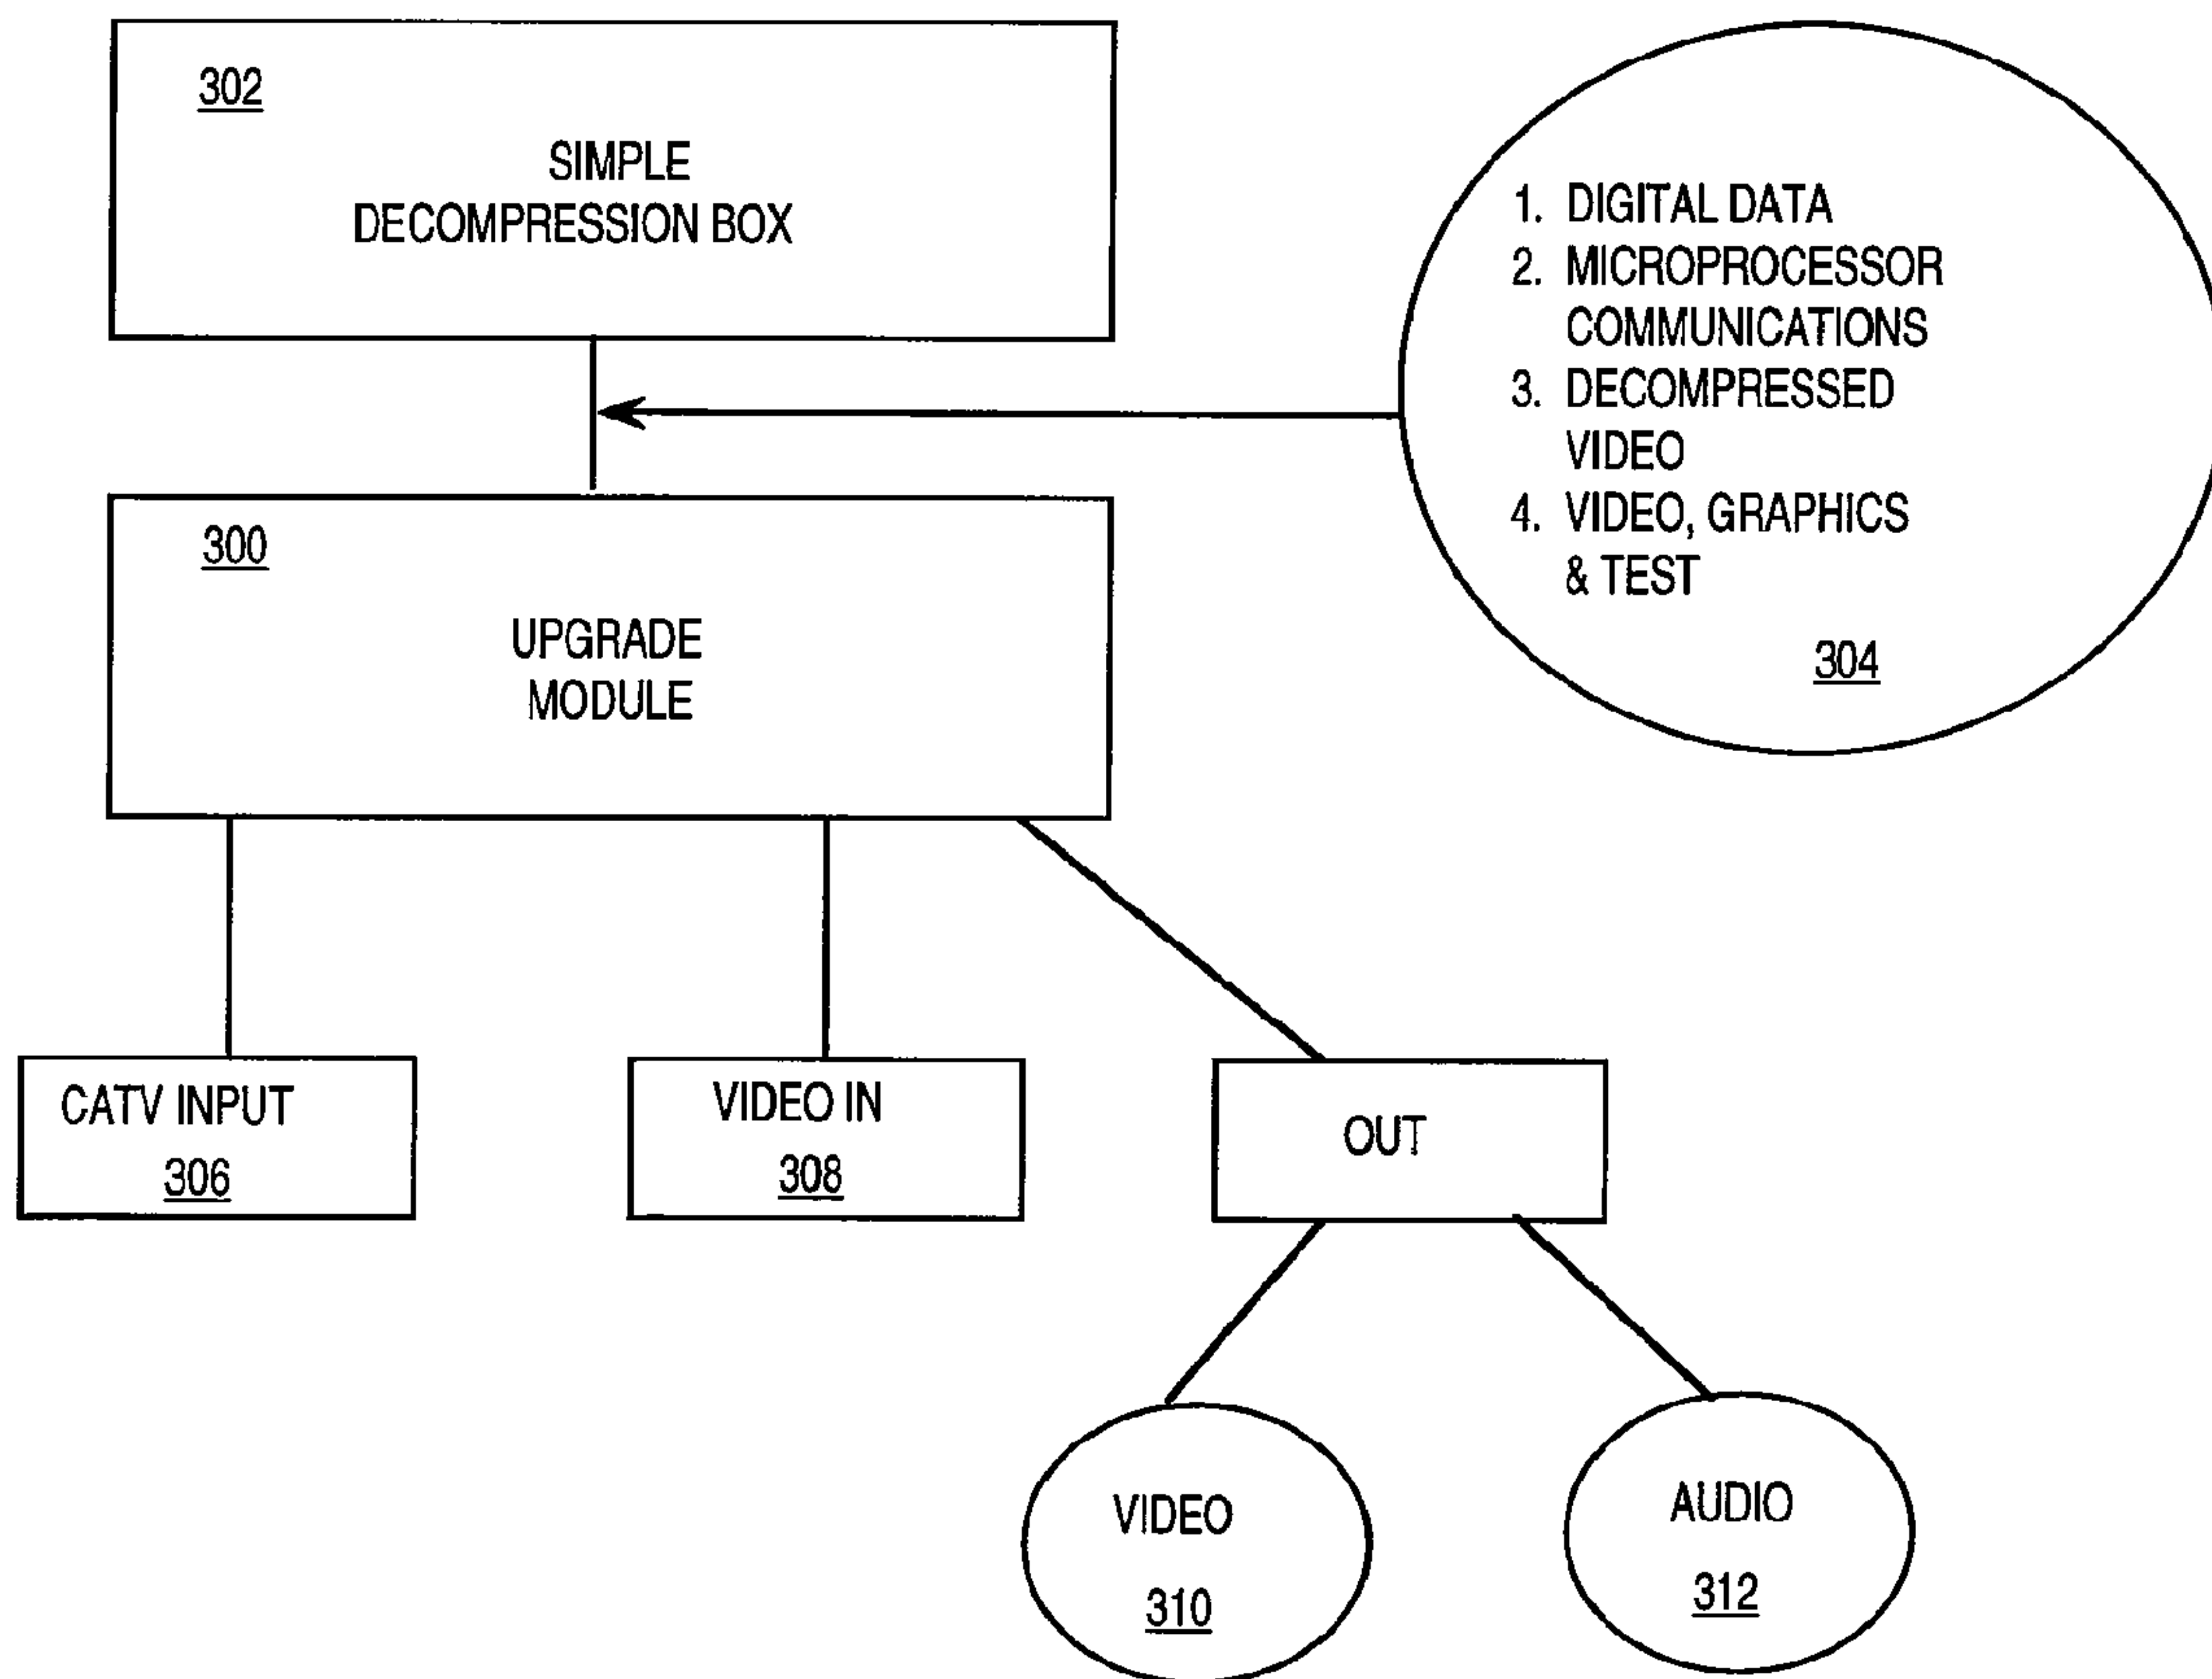 302
SIMPLE
DECOMPRESSION BOX
1. DIGITAL DATA
2. MICROPROCESSOR
COMMUNICATIONS
3. DECOMPRESSED
VIDEO
4. VIDEO, GRAPHICS
& TEST
304
300
UPGRADE
MODULE
CATV INPUT
306
VIDEO IN
308
OUT
VIDEO
310
AUDIO
312